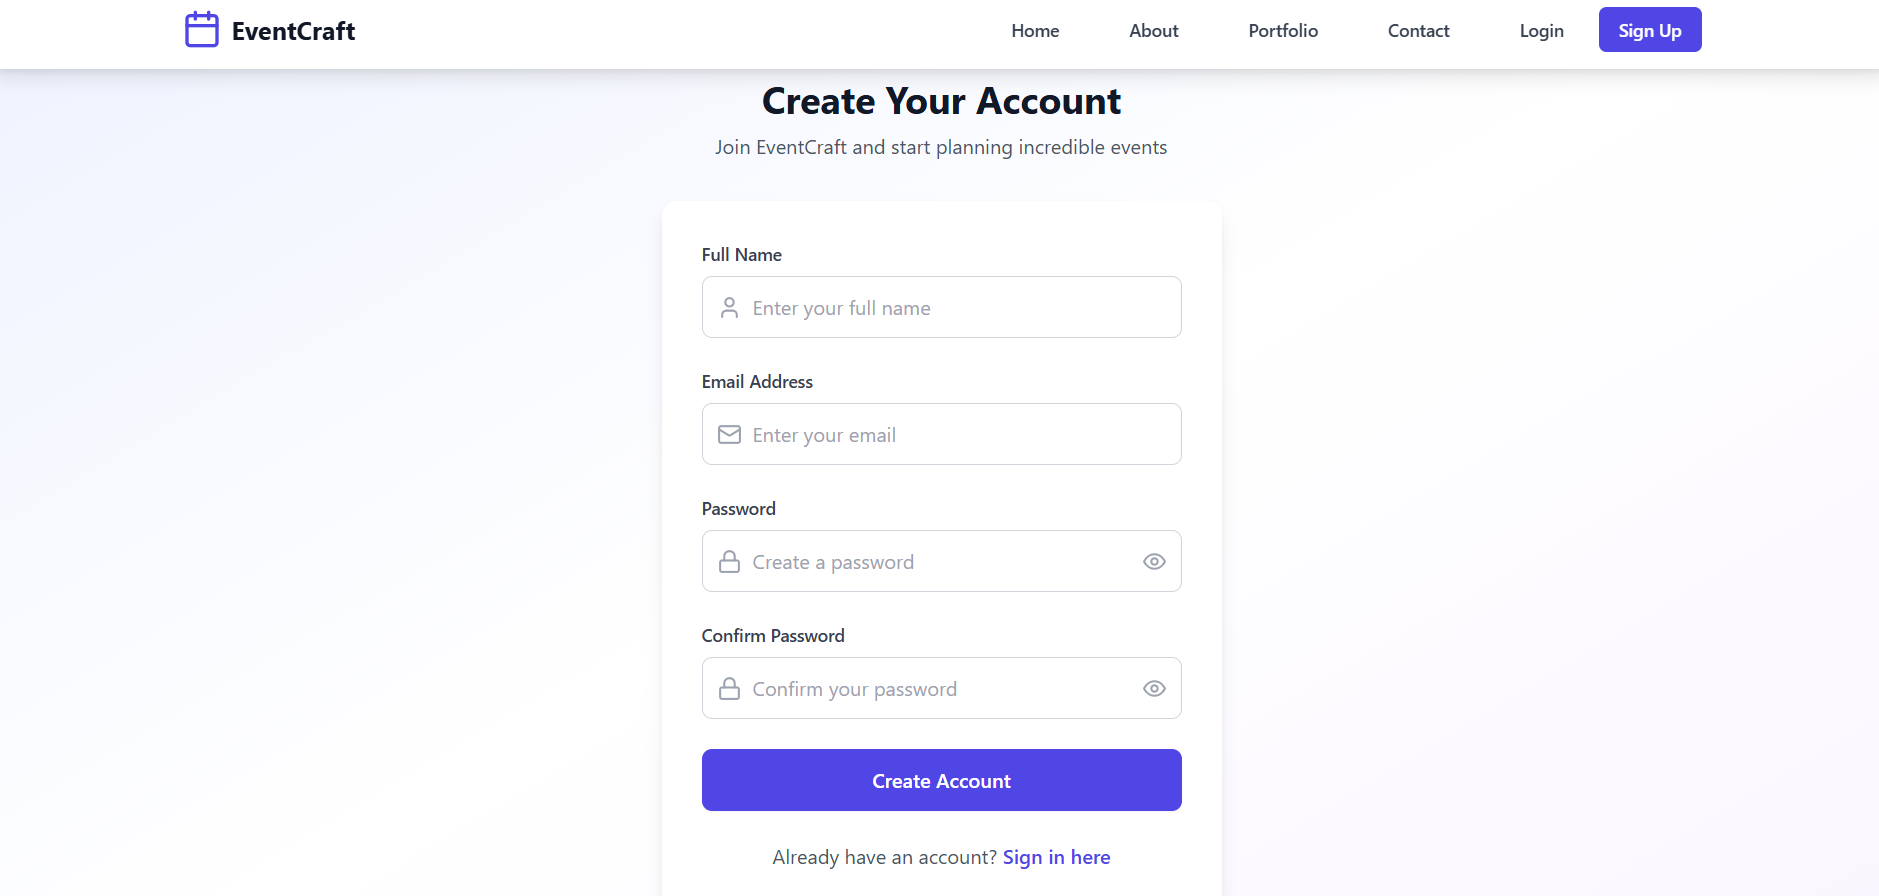 EventCraft
Home About Portfolio Contact Login Sign Up
Create Your Account
Join EventCraft and start planning incredible events
Full Name
Enter your full name
Email Address
Enter your email
Password
Create a password
Confirm Password
Confirm your password
Create Account
Already have an account? Sign in here